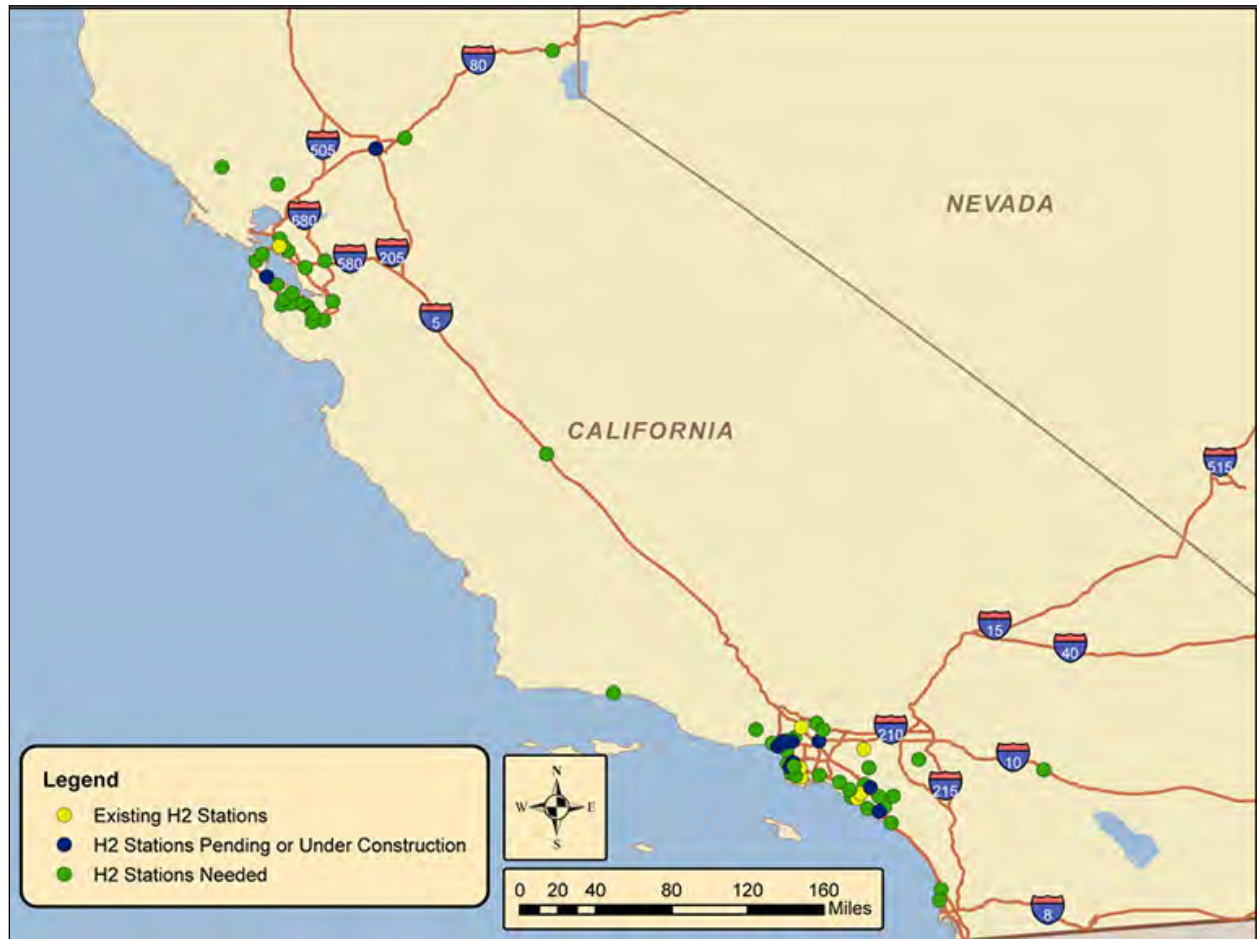 80
505
NEVADA
680
580
205
5
CALIFORNIA
515
15
40
210
10
215
8
Legend
Existing H2 Stations
H2 Stations Pending or Under Construction
H2 Stations Needed
N
W E
S
0 20 40 80 120 160
Miles